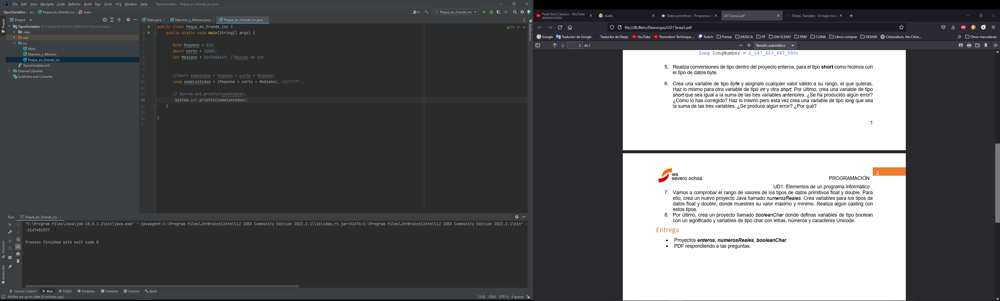 File Edit View Navigate Code Refactor Build Run Tools VCS Window Help TiposVariables - Peque_en_Grande_inv.java
TiposVariables src Peque_en_Grande_inv main
Peque_en_Grande_inv
Project
Main.java Maximo_y_Minimo.java Peque_en_Grande_inv.java
Project
Notifications
TiposVariables B:\Cerbell\GS DAW\2 EJERCICIO\TiposVariables
.idea
out
src
Main
Maximo_y_Minimo
Peque_en_Grande_inv
TiposVariables.iml
External Libraries
Scratches and Consoles
11
1 public class Peque_en_Grande_inv {
2 public static void main(String[] args) {
3
4 byte Pequeno = 112;
5 short corto = 32000;
6 int Mediano = 2147483647; //Maximo de int
7
8
9 //short sumatodos = Pequeno + corto + Mediano;
10 long sumalostodos = (Pequeno + corto + Mediano); //L????? ;
11
12 // System.out.println(sumatodos);
13 System.out.println(sumalostodos);
14 }
15
16 }
17
Run: Peque_en_Grande_inv
"C:\Program Files\Java\jdk-18.0.2.1\bin\java.exe" "-javaagent:C:\Program Files\JetBrains\IntelliJ IDEA Community Edition 2022.2.1\lib\idea_rt.jar=52676:C:\Program Files\JetBrains\IntelliJ IDEA Community Edition 2022.2.1\bin" -
-2147451537
Process finished with exit code 0
Structure
Bookmarks
Version Control Run TODO Problems Terminal Services Build
All files are up-to-date (6 minutes ago)
13:42 CRLF UTF-8 4 spaces
Funk Soul Classics - YouTube
REPRODUCIENDO
Aules
Datos primitivos - Programació
UD1Tarea2.pdf
DeepL Translate - El mejor tradu
file:///B:/Beto/Descargas/UD1Tarea2.pdf
Google Traductor de Google Traductor de DeepL YouTube Pomodoro Technique ... Twitch Prensa MUSICA FP GW SCENO FRIKI CUINA Libros comprar DESIGN Citizendium, the Citize... Otros marcadores
2 de 2
Tamaño automático
long longNumber = 2_147_483_647_999;
5. Realiza conversiones de tipo dentro del proyecto enteros, para el tipo short como hicimos con
el tipo de datos byte.
6. Crea una variable de tipo byte y asígnale cualquier valor válido a su rango, el que quieras.
Haz lo mismo para otra variable de tipo int y otra short. Por último, crea una variable de tipo
short que sea igual a la suma de las tres variables anteriores. ¿Se ha producido algún error?
¿Cómo lo has corregido? Haz lo mismo pero esta vez crea una variable de tipo long que sea
la suma de las tres variables. ¿Se produce algún error? ¿Por qué?
1
ies
severo ochoa
2
PROGRAMACIÓN
UD1. Elementos de un programa informático
7. Vamos a comprobar el rango de valores de los tipos de datos primitivos float y double. Para
ello, crea un nuevo proyecto Java llamado numerosReales. Crea variables para los tipos de
datos float y double, donde muestres su valor máximo y mínimo. Realiza algún casting con
estos tipos.
8. Por último, crea un proyecto llamado booleanChar donde definas variables de tipo boolean
con un significado y variables de tipo char con letras, números y caracteres Unicode.
Entrega
• Proyectos enteros, numerosReales, booleanChar.
• PDF respondiendo a las preguntas.